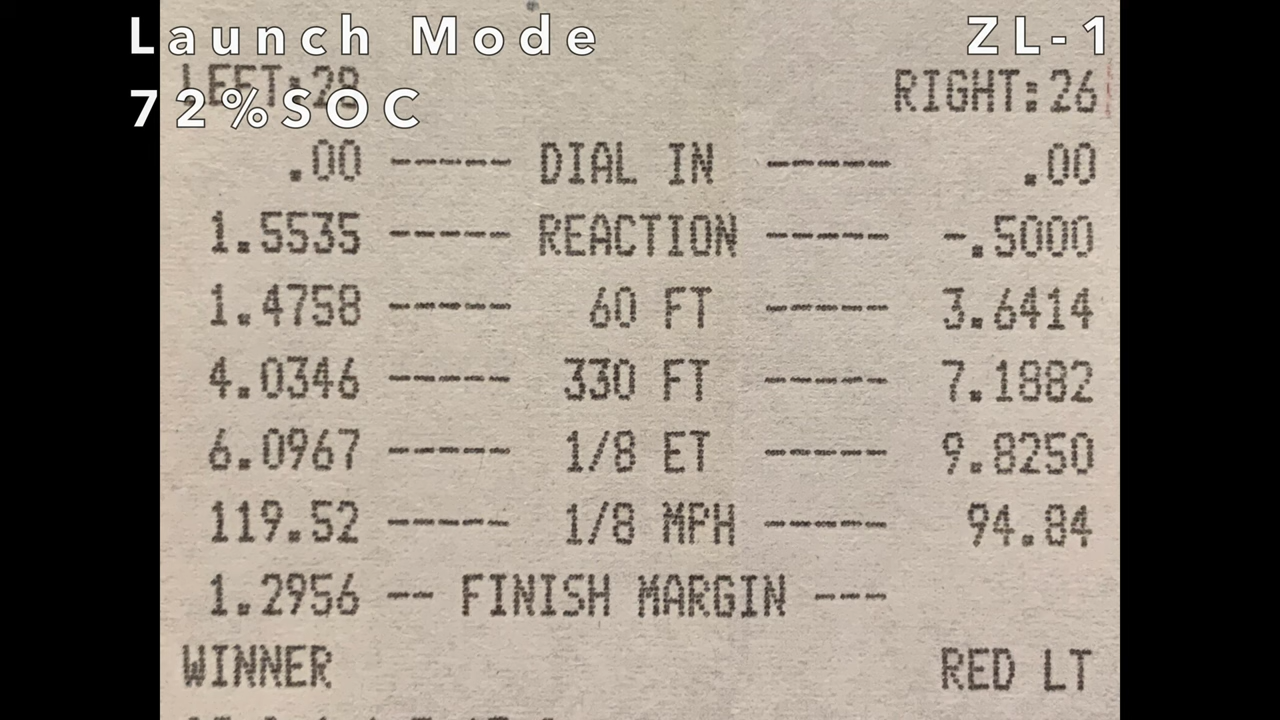 Launch Mode ZL-1
LEFT:28 RIGHT:26
72%SOC
.00 ----- DIAL IN ----- .00
1.5535 ----- REACTION ----- -.5000
1.4758 ----- 60 FT ----- 3.6414
4.0346 ----- 330 FT ----- 7.1882
6.0967 ----- 1/8 ET ----- 9.8250
119.52 ----- 1/8 MPH ----- 94.84
1.2956 -- FINISH MARGIN ---
WINNER RED LT